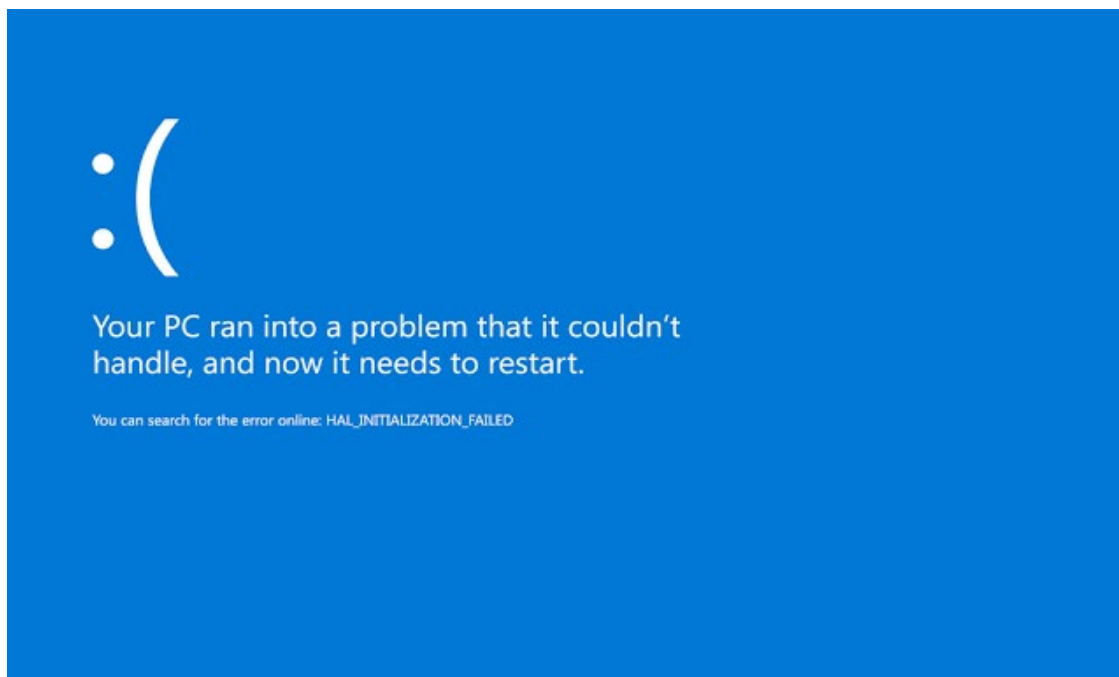 :(
Your PC ran into a problem that it couldn't
handle, and now it needs to restart.
You can search for the error online: HAL_INITIALIZATION_FAILED